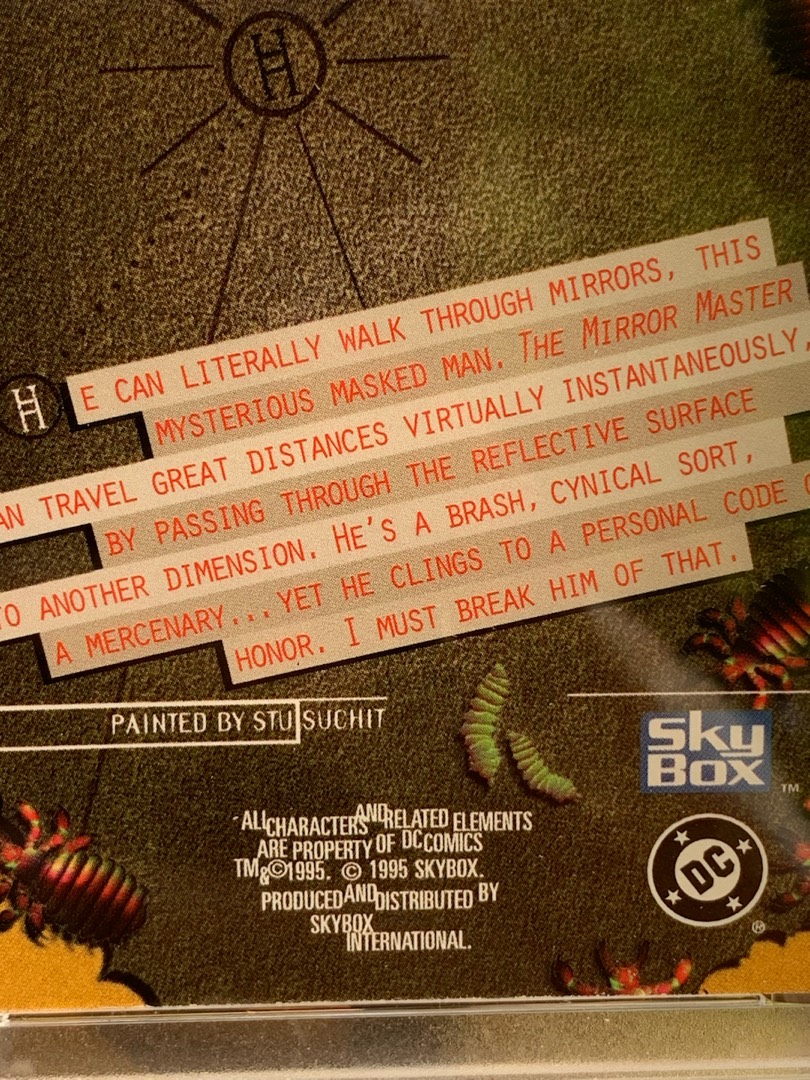 H
H
E CAN LITERALLY WALK THROUGH MIRRORS, THIS
MYSTERIOUS MASKED MAN. THE MIRROR MASTER
AN TRAVEL GREAT DISTANCES VIRTUALLY INSTANTANEOUSLY,
BY PASSING THROUGH THE REFLECTIVE SURFACE
TO ANOTHER DIMENSION. HE'S A BRASH, CYNICAL SORT,
A MERCENARY...YET HE CLINGS TO A PERSONAL CODE O
HONOR. I MUST BREAK HIM OF THAT.
PAINTED BY STU SUCHIT
Sky
Box TM
ALL CHARACTERS AND RELATED ELEMENTS
ARE PROPERTY OF DC COMICS
TM & © 1995. © 1995 SKYBOX.
PRODUCED AND DISTRIBUTED BY
SKYBOX
INTERNATIONAL.
DC ®